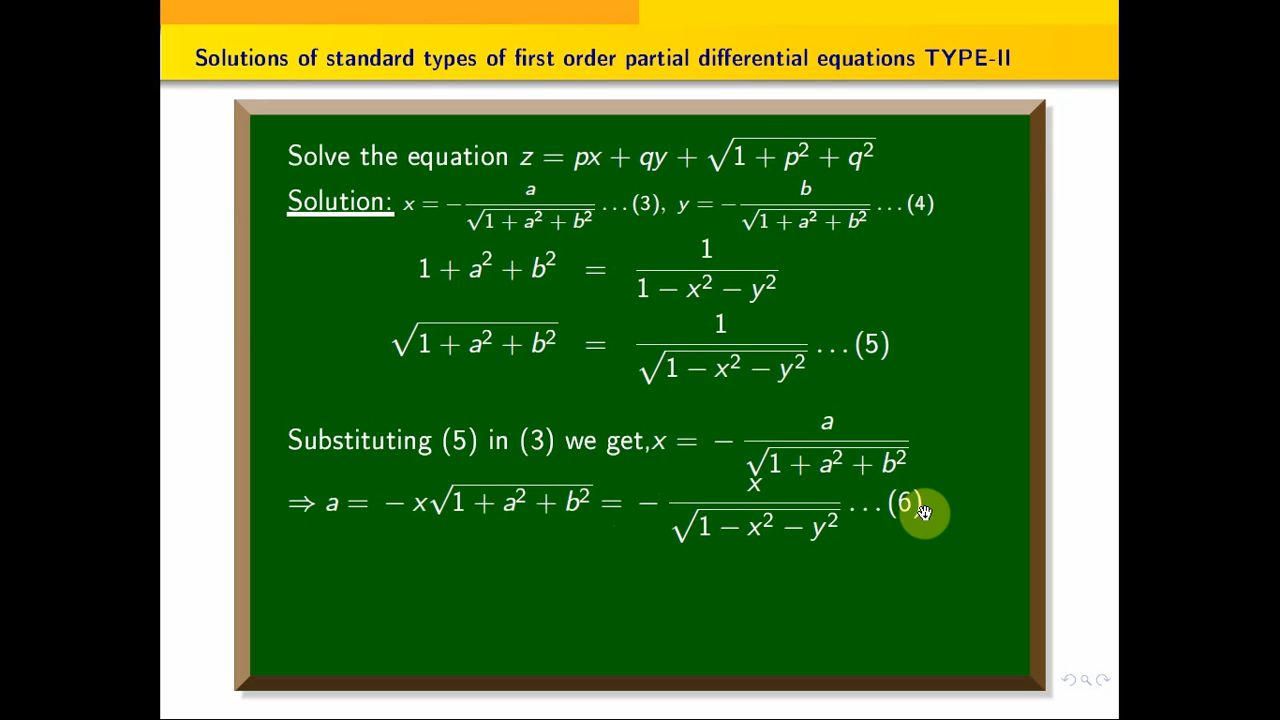 Solutions of standard types of first order partial differential equations TYPE-II
Solve the equation z = px + qy + √(1 + p² + q²)
Solution: x = − a/√(1 + a² + b²) ...(3), y = − b/√(1 + a² + b²) ...(4)
1 + a² + b² = 1/(1 − x² − y²)
√(1 + a² + b²) = 1/√(1 − x² − y²) ...(5)
Substituting (5) in (3) we get,x = − a/√(1 + a² + b²)
⇒ a = − x√(1 + a² + b²) = − x/√(1 − x² − y²) ...(6)